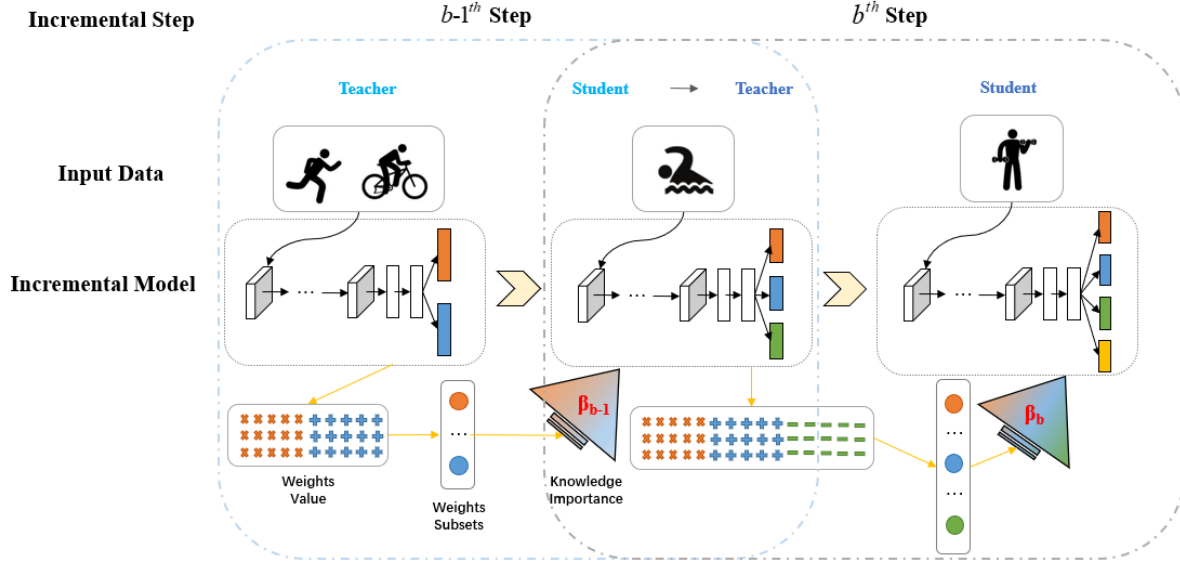 Incremental Step
b-1th Step
bth Step
Teacher
Student → Teacher
Student
Input Data
Incremental Model
...
...
...
βb-1
βb
...
...
...
Weights
Value
Weights
Subsets
Knowledge
Importance